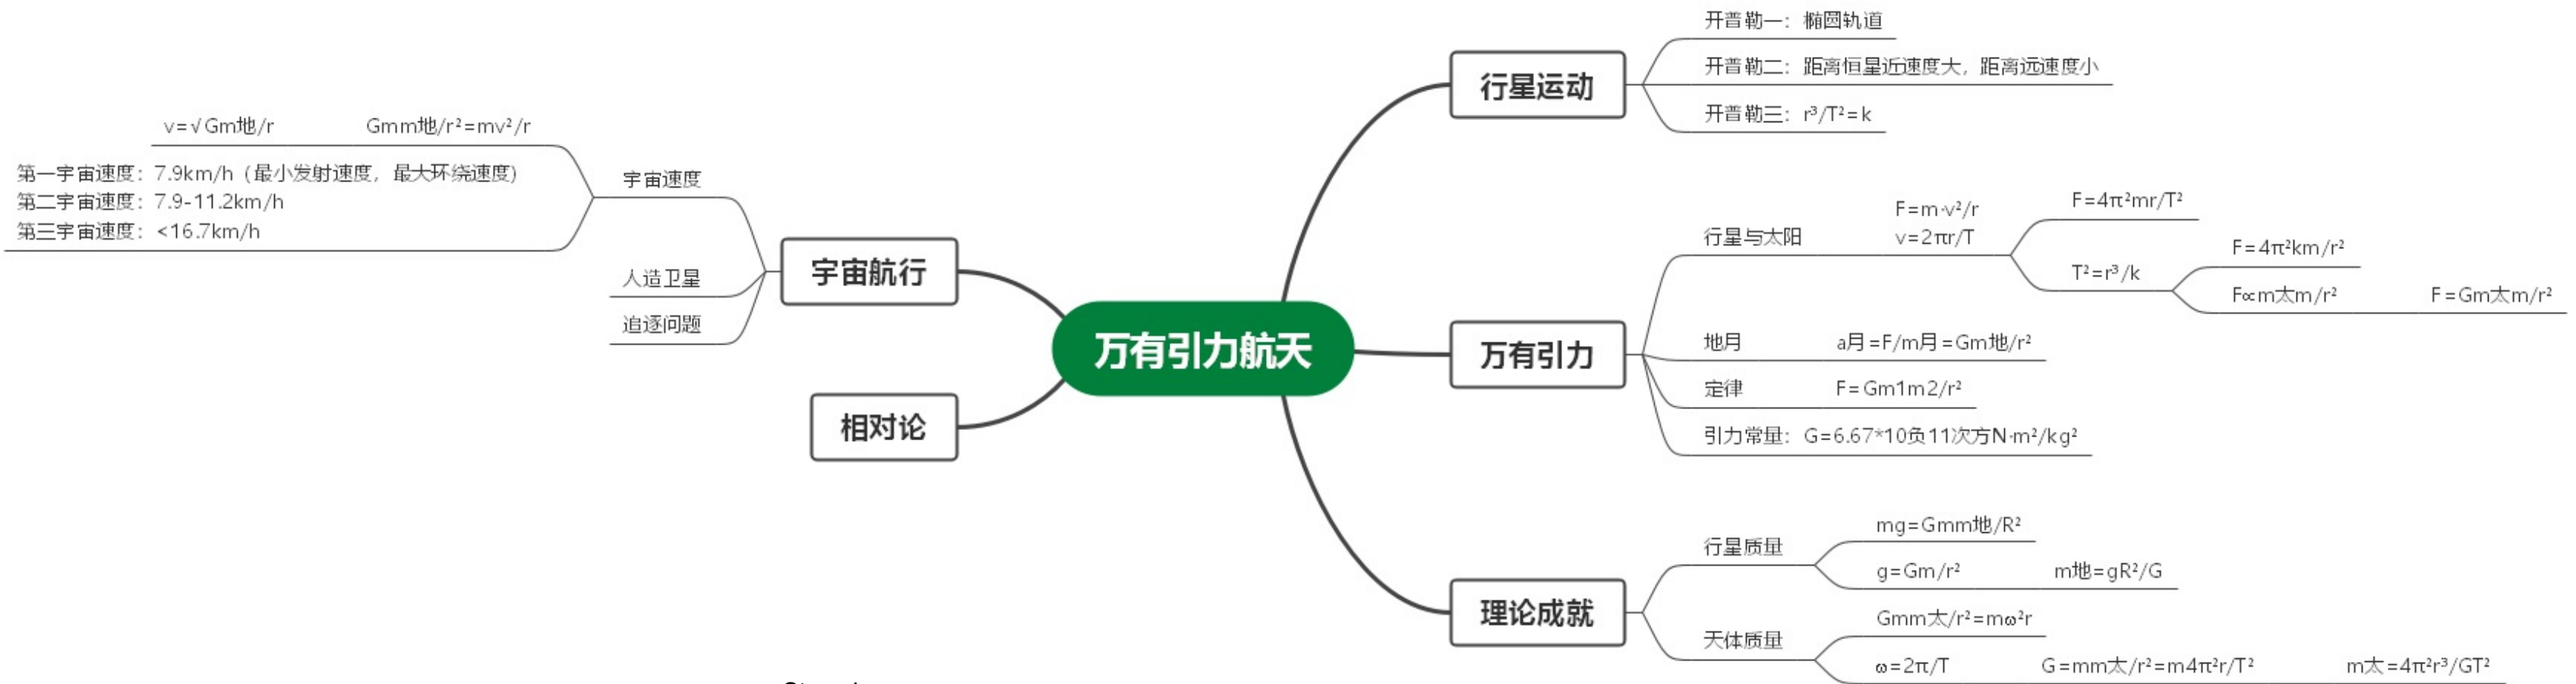 万有引力航天
行星运动
开普勒一：椭圆轨道
开普勒二：距离恒星近速度大，距离远速度小
开普勒三：r³/T²=k
万有引力
行星与太阳
F=m·v²/r
v=2πr/T
F=4π²mr/T²
T²=r³/k
F=4π²km/r²
F∝m太m/r²
F=Gm太m/r²
地月
a月=F/m月=Gm地/r²
定律
F=Gm1m2/r²
引力常量：G=6.67*10负11次方N·m²/kg²
理论成就
行星质量
mg=Gmm地/R²
g=Gm/r²
m地=gR²/G
天体质量
Gmm太/r²=mω²r
ω=2π/T
G=mm太/r²=m4π²r/T²
m太=4π²r³/GT²
宇宙航行
宇宙速度
Gmm地/r²=mv²/r
v=√Gm地/r
第一宇宙速度：7.9km/h（最小发射速度，最大环绕速度）
第二宇宙速度：7.9-11.2km/h
第三宇宙速度：<16.7km/h
人造卫星
追逐问题
相对论